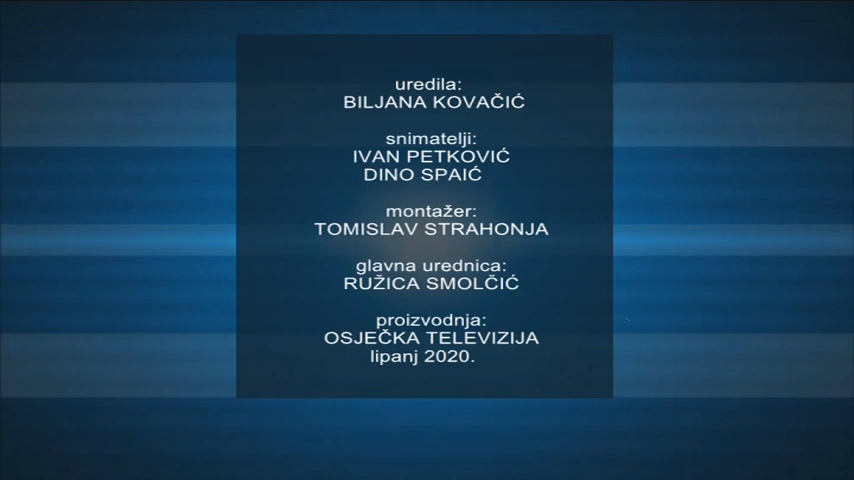 uredila:
BILJANA KOVAČIĆ
snimatelji:
IVAN PETKOVIĆ
DINO SPAIĆ
montažer:
TOMISLAV STRAHONJA
glavna urednica:
RUŽICA SMOLČIĆ
proizvodnja:
OSJEČKA TELEVIZIJA
lipanj 2020.